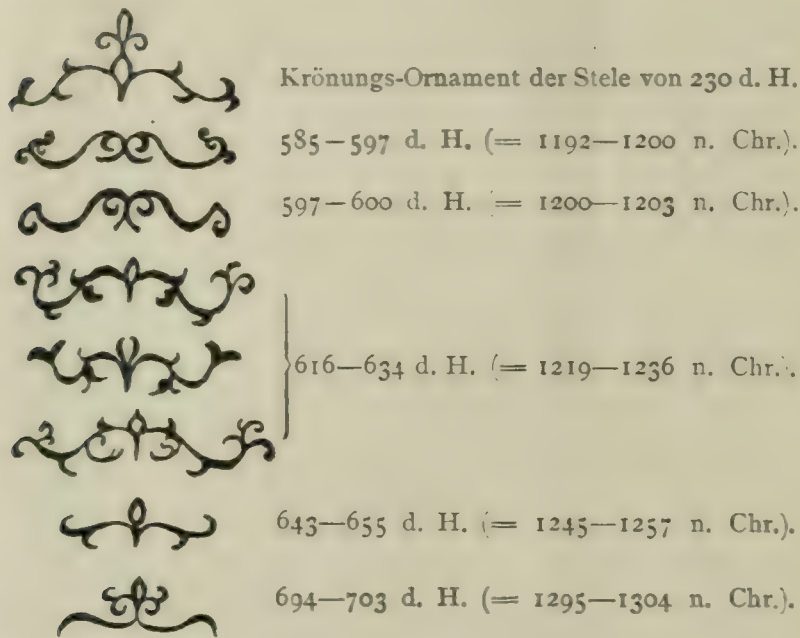 Krönungs-Ornament der Stele von 230 d. H.
585–597 d. H. (= 1192—1200 n. Chr.).
597–600 d. H. (= 1200—1203 n. Chr.).
616—634 d. H. (= 1219—1236 n. Chr.).
643—655 d. H. (= 1245—1257 n. Chr.).
694—703 d. H. (= 1295—1304 n. Chr.).